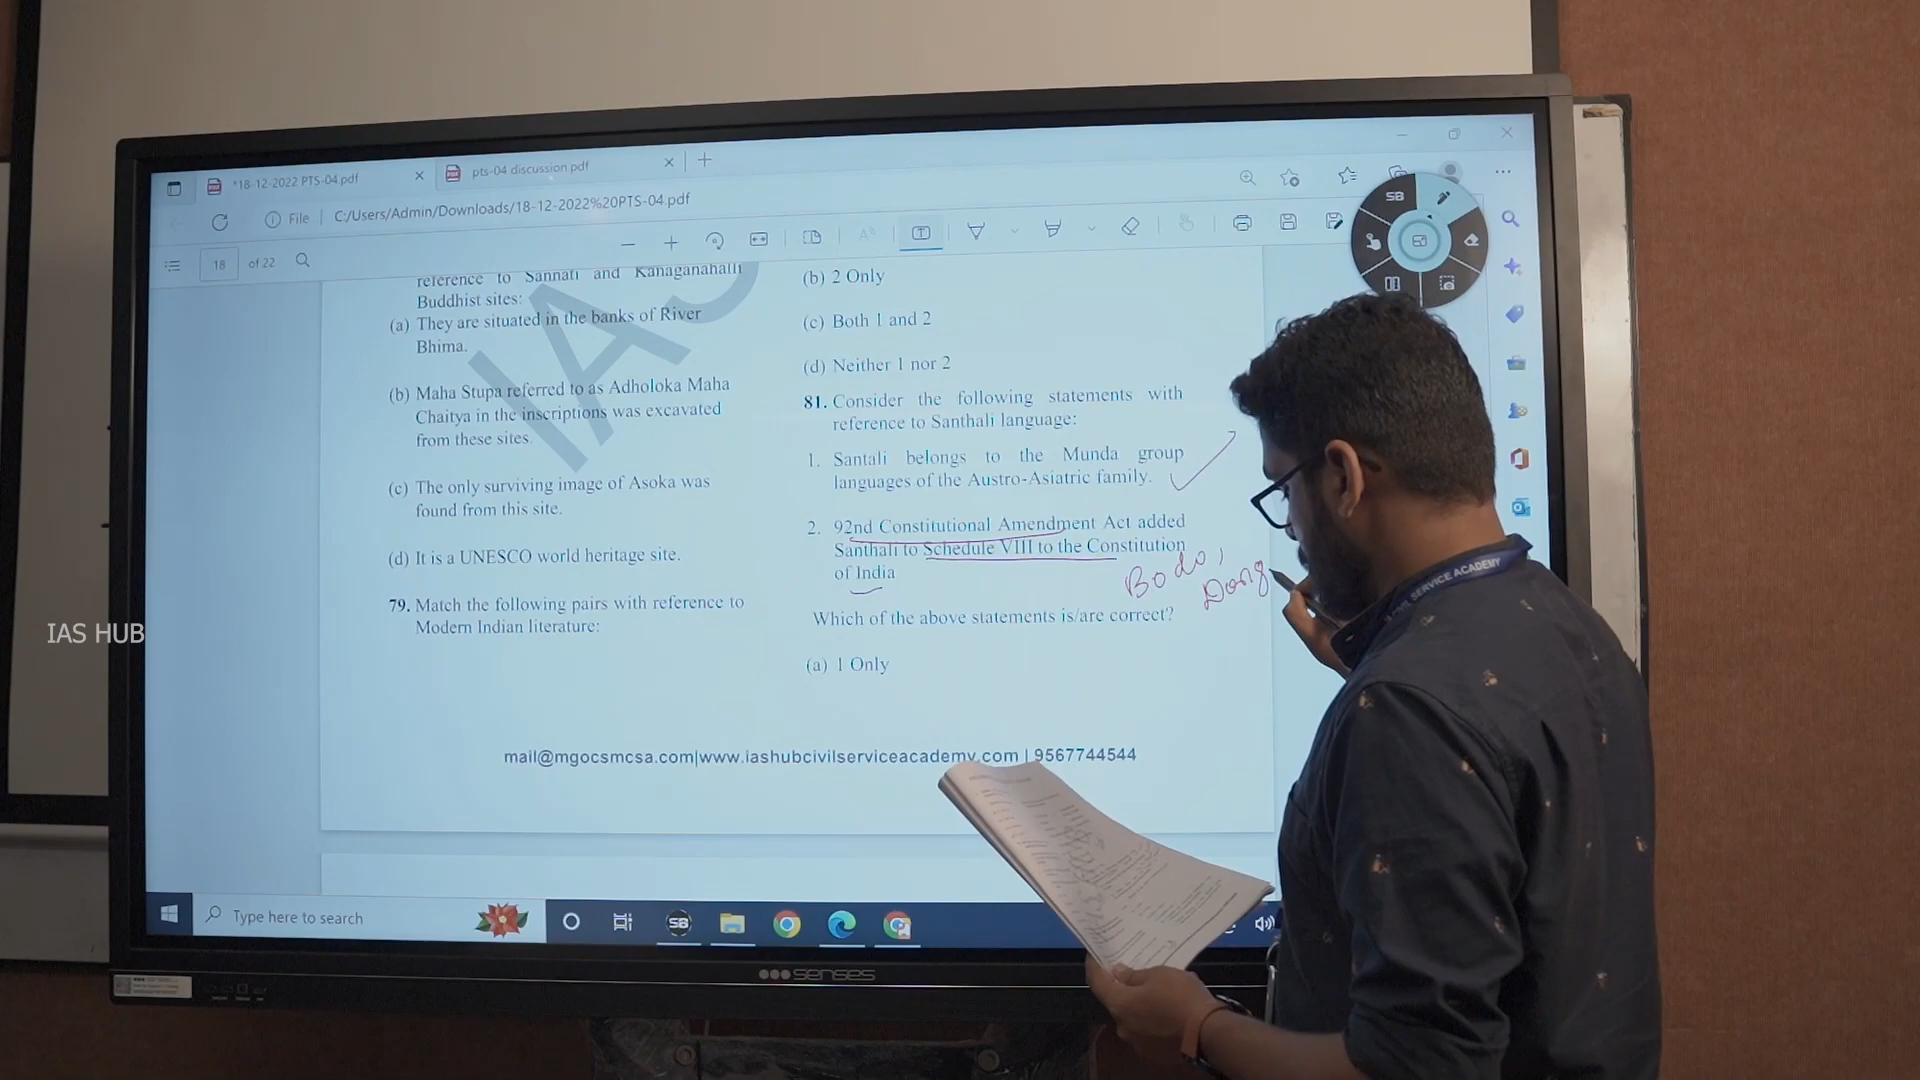 *18-12-2022 PTS-04.pdf
pts-04 discussion.pdf
File
C:/Users/Admin/Downloads/18-12-2022%20PTS-04.pdf
18 of 22
SB
IAS
reference to Sannati and Kanaganahalli
Buddhist sites:
(a) They are situated in the banks of River
Bhima.
(b) Maha Stupa referred to as Adholoka Maha
Chaitya in the inscriptions was excavated
from these sites.
(c) The only surviving image of Asoka was
found from this site.
(d) It is a UNESCO world heritage site.
79. Match the following pairs with reference to
Modern Indian literature:
(b) 2 Only
(c) Both 1 and 2
(d) Neither 1 nor 2
81. Consider the following statements with
reference to Santhali language:
1. Santali belongs to the Munda group
languages of the Austro-Asiatric family.
2. 92nd Constitutional Amendment Act added
Santhali to Schedule VIII to the Constitution
of India
Bodo,
Dong
Which of the above statements is/are correct?
(a) 1 Only
mail@mgocsmcsa.com|www.iashubcivilserviceacademy.com | 9567744544
Type here to search
SB
senses
IAS HUB
CIVIL SERVICE ACADEMY